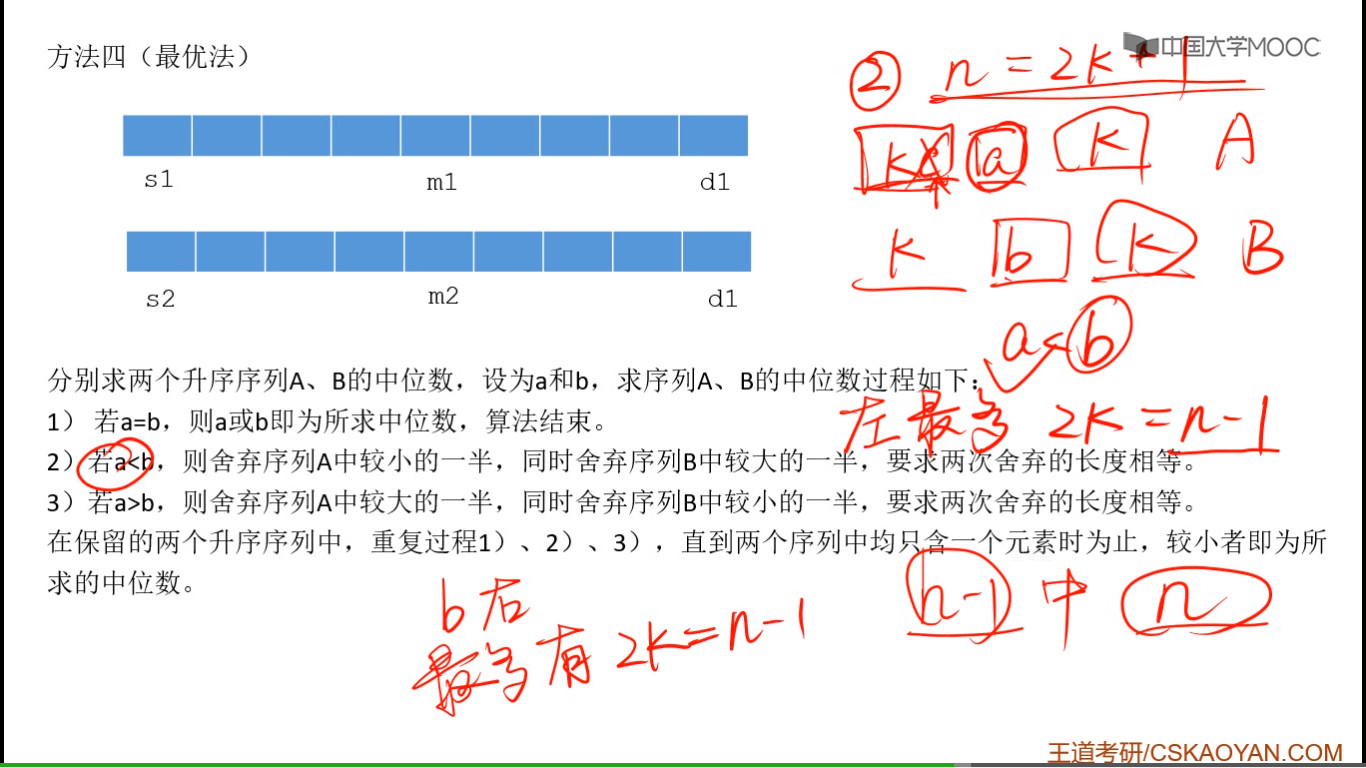 中国大学MOOC
方法四（最优法）
② n = 2k+1
s1 m1 d1
k a k A
s2 m2 d1
k b k B
a<b
分别求两个升序序列A、B的中位数，设为a和b，求序列A、B的中位数过程如下：
1） 若a=b，则a或b即为所求中位数，算法结束。
左最多 2k=n-1
2）若a<b，则舍弃序列A中较小的一半，同时舍弃序列B中较大的一半，要求两次舍弃的长度相等。
3）若a>b，则舍弃序列A中较大的一半，同时舍弃序列B中较小的一半，要求两次舍弃的长度相等。
在保留的两个升序序列中，重复过程1）、2）、3），直到两个序列中均只含一个元素时为止，较小者即为所
求的中位数。
n-1 中 n
b右
最多有 2k=n-1
王道考研/CSKAOYAN.COM